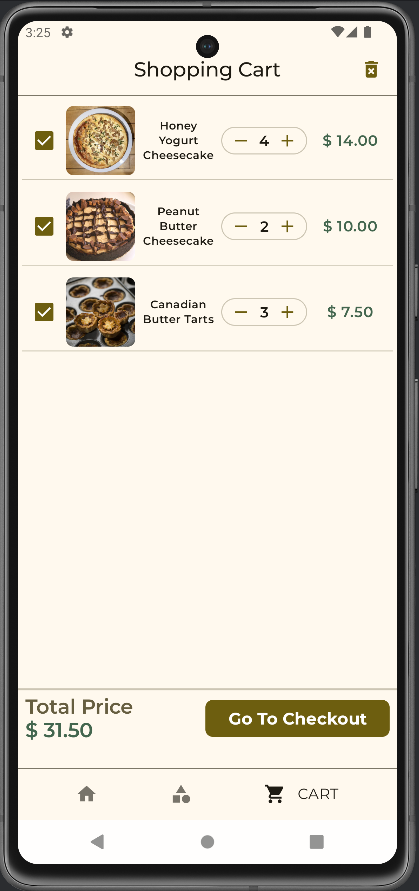 3:25
Shopping Cart
Honey
Yogurt
Cheesecake
4
$ 14.00
Peanut
Butter
Cheesecake
2
$ 10.00
Canadian
Butter Tarts
3
$ 7.50
Total Price
$ 31.50
Go To Checkout
CART